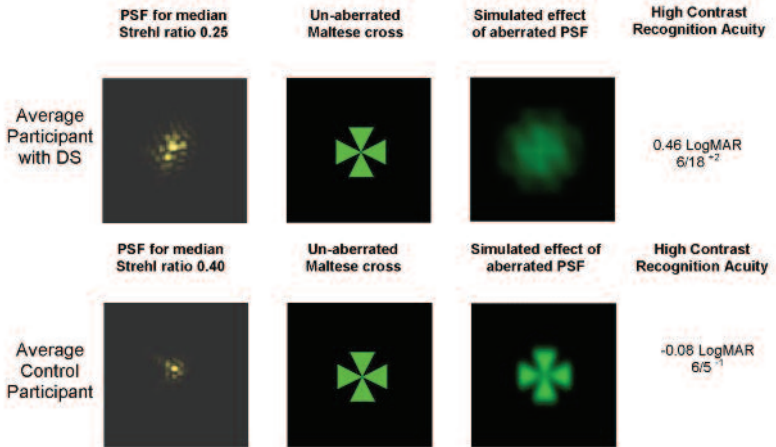 PSF for median
Strehl ratio 0.25
Un-aberrated
Maltese cross
Simulated effect
of aberrated PSF
High Contrast
Recognition Acuity
Average
Participant
with DS
0.46 LogMAR
6/18 +2
PSF for median
Strehl ratio 0.40
Un-aberrated
Maltese cross
Simulated effect of
aberrated PSF
High Contrast
Recognition Acuity
Average
Control
Participant
-0.08 LogMAR
6/5 -1